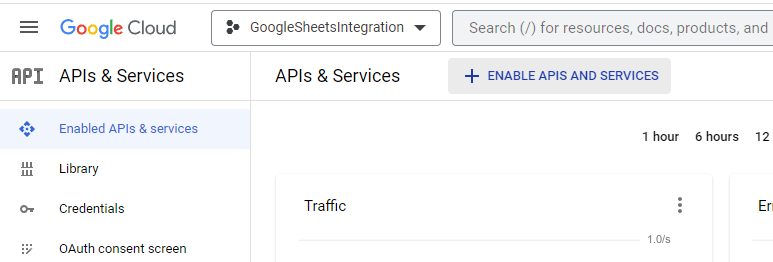 Google Cloud
GoogleSheetsIntegration
Search (/) for resources, docs, products, and
API
APIs & Services
APIs & Services
ENABLE APIS AND SERVICES
Enabled APIs & services
Library
Credentials
OAuth consent screen
1 hour 6 hours 12
Traffic
1.0/s